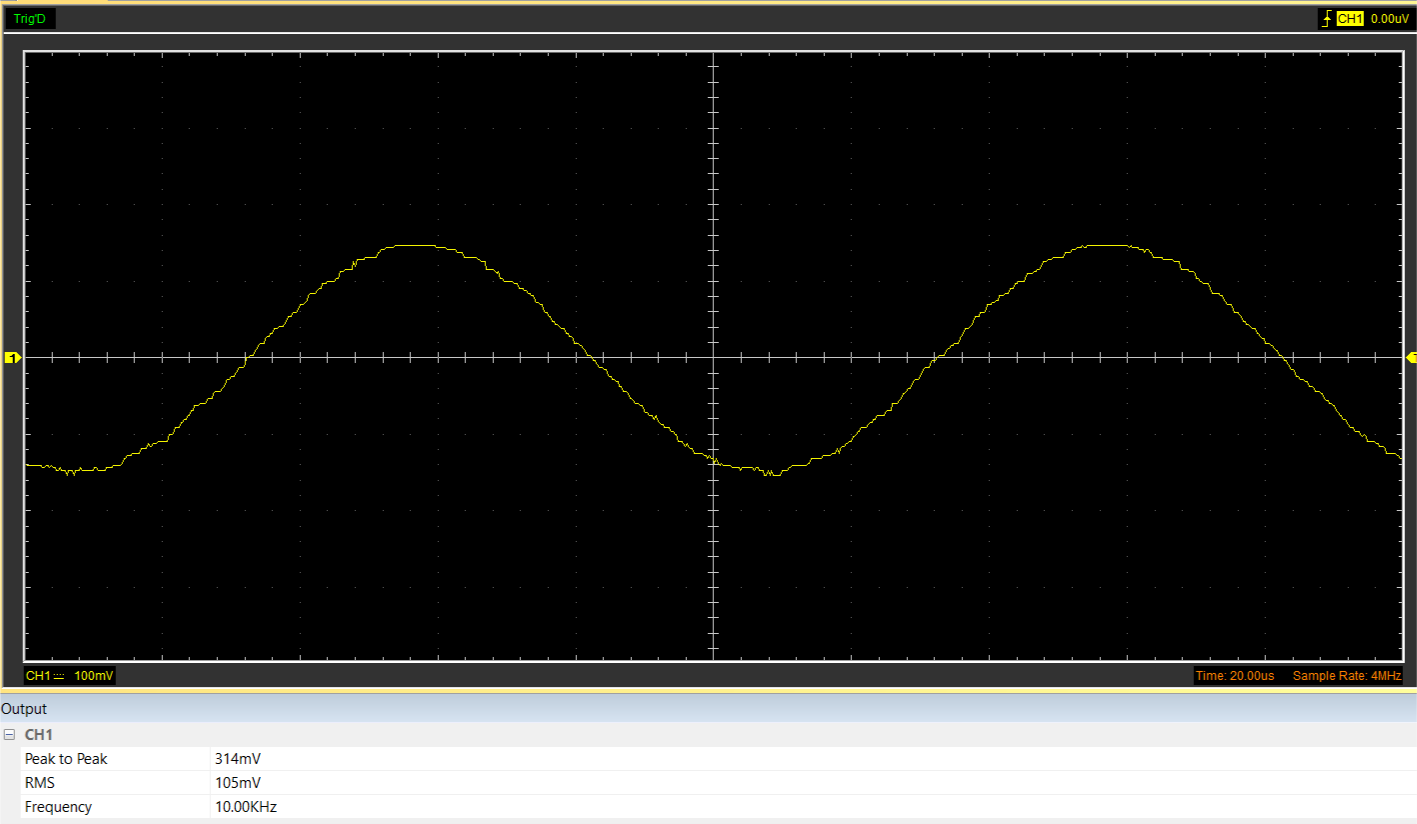 Trig'D
CH1 0.00uV
1
CH1 100mV
Time: 20.00us Sample Rate: 4MHz
Output
CH1
Peak to Peak 314mV
RMS 105mV
Frequency 10.00KHz